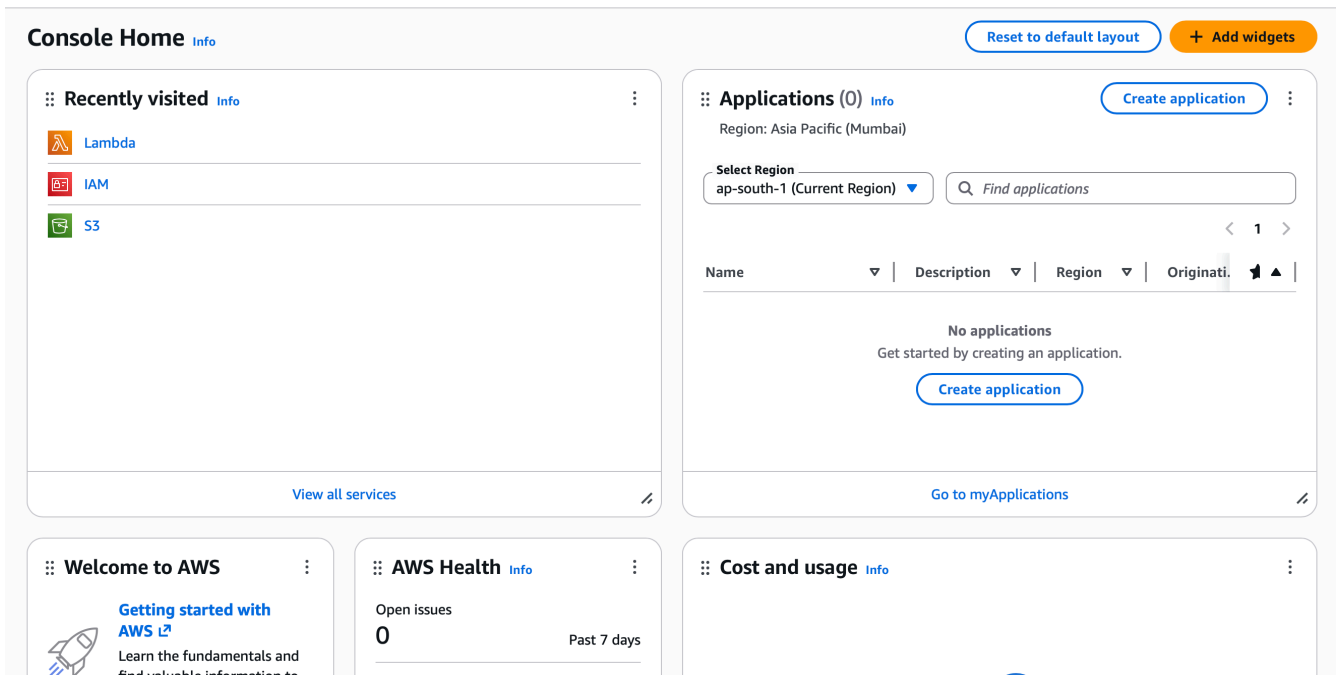 Console Home Info
Reset to default layout
+ Add widgets
Recently visited Info
Lambda
IAM
S3
View all services
Applications (0) Info
Create application
Region: Asia Pacific (Mumbai)
Select Region
ap-south-1 (Current Region)
Find applications
1
Name Description Region Originati.
No applications
Get started by creating an application.
Create application
Go to myApplications
Welcome to AWS
Getting started with
AWS
Learn the fundamentals and
find valuable information to
AWS Health Info
Open issues
0
Past 7 days
Cost and usage Info